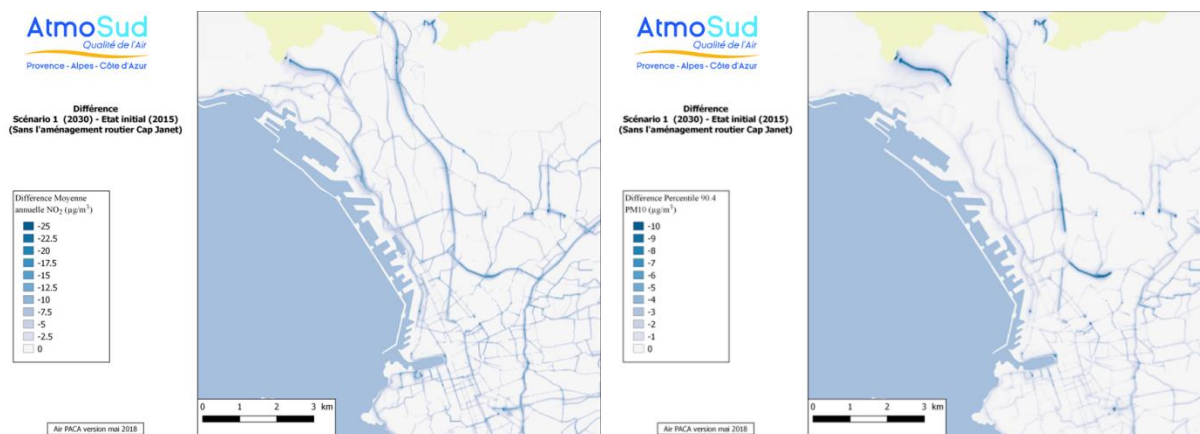 AtmoSud
Qualité de l'Air
Provence - Alpes - Côte d'Azur
Différence
Scénario 1 (2030) - Etat initial (2015)
(Sans l'aménagement routier Cap Janet)
Différence Moyenne
annuelle NO₂ (µg/m³)
-25
-22.5
-20
-17.5
-15
-12.5
-10
-7.5
-5
-2.5
0
Air PACA version mai 2018
0 1 2 3 km
AtmoSud
Qualité de l'Air
Provence - Alpes - Côte d'Azur
Différence
Scénario 1 (2030) - Etat initial (2015)
(Sans l'aménagement routier Cap Janet)
Différence Percentile 90.4
PM10 (µg/m³)
-10
-9
-8
-7
-6
-5
-4
-3
-2
-1
0
Air PACA version mai 2018
0 1 2 3 km